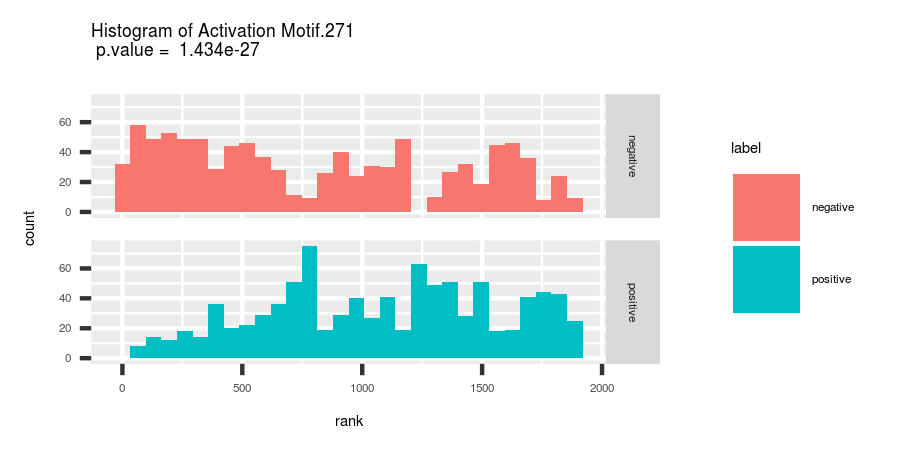 Histogram of Activation Motif.271
p.value = 1.434e-27
count
60
40
20
0
negative
60
40
20
0
positive
0 500 1000 1500 2000
rank
label
negative
positive